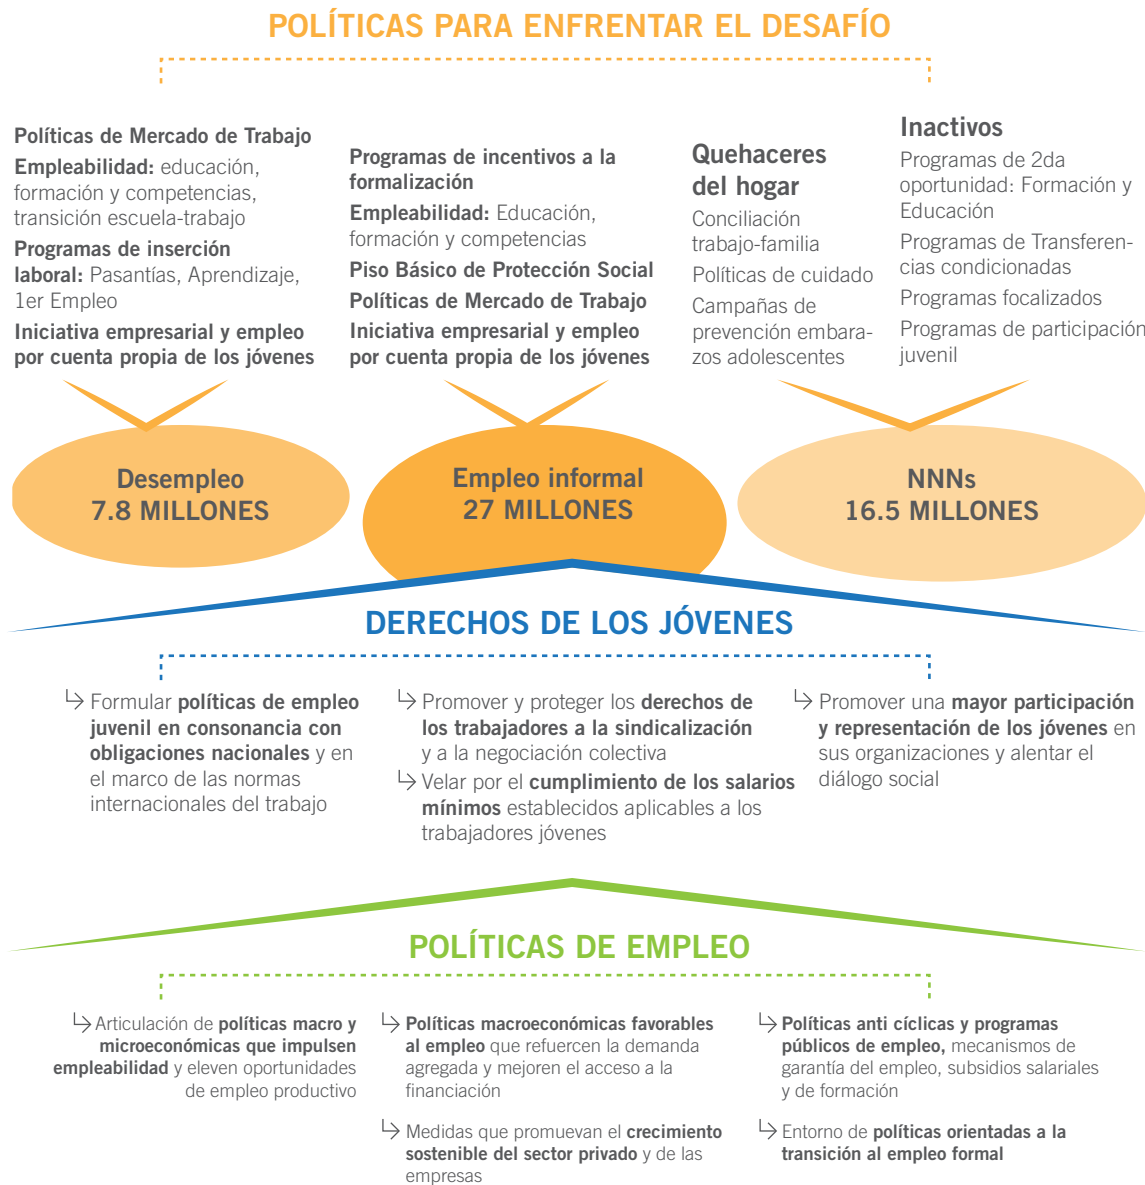 POLÍTICAS PARA ENFRENTAR EL DESAFÍO
Políticas de Mercado de Trabajo
Empleabilidad: educación,
formación y competencias,
transición escuela-trabajo
Programas de inserción
laboral: Pasantías, Aprendizaje,
1er Empleo
Iniciativa empresarial y empleo
por cuenta propia de los jóvenes
Programas de incentivos a la
formalización
Empleabilidad: Educación,
formación y competencias
Piso Básico de Protección Social
Políticas de Mercado de Trabajo
Iniciativa empresarial y empleo
por cuenta propia de los jóvenes
Quehaceres
del hogar
Conciliación
trabajo-familia
Políticas de cuidado
Campañas de
prevención embara-
zos adolescentes
Inactivos
Programas de 2da
oportunidad: Formación y
Educación
Programas de Transferen-
cias condicionadas
Programas focalizados
Programas de participación
juvenil
Desempleo
7.8 MILLONES
Empleo informal
27 MILLONES
NNNs
16.5 MILLONES
DERECHOS DE LOS JÓVENES
Formular políticas de empleo
juvenil en consonancia con
obligaciones nacionales y en
el marco de las normas
internacionales del trabajo
Promover y proteger los derechos de
los trabajadores a la sindicalización
y a la negociación colectiva
Velar por el cumplimiento de los salarios
mínimos establecidos aplicables a los
trabajadores jóvenes
Promover una mayor participación
y representación de los jóvenes en
sus organizaciones y alentar el
diálogo social
POLÍTICAS DE EMPLEO
Articulación de políticas macro y
microeconómicas que impulsen
empleabilidad y eleven oportunidades
de empleo productivo
Políticas macroeconómicas favorables
al empleo que refuercen la demanda
agregada y mejoren el acceso a la
financiación
Medidas que promuevan el crecimiento
sostenible del sector privado y de las
empresas
Políticas anti cíclicas y programas
públicos de empleo, mecanismos de
garantía del empleo, subsidios salariales
y de formación
Entorno de políticas orientadas a la
transición al empleo formal